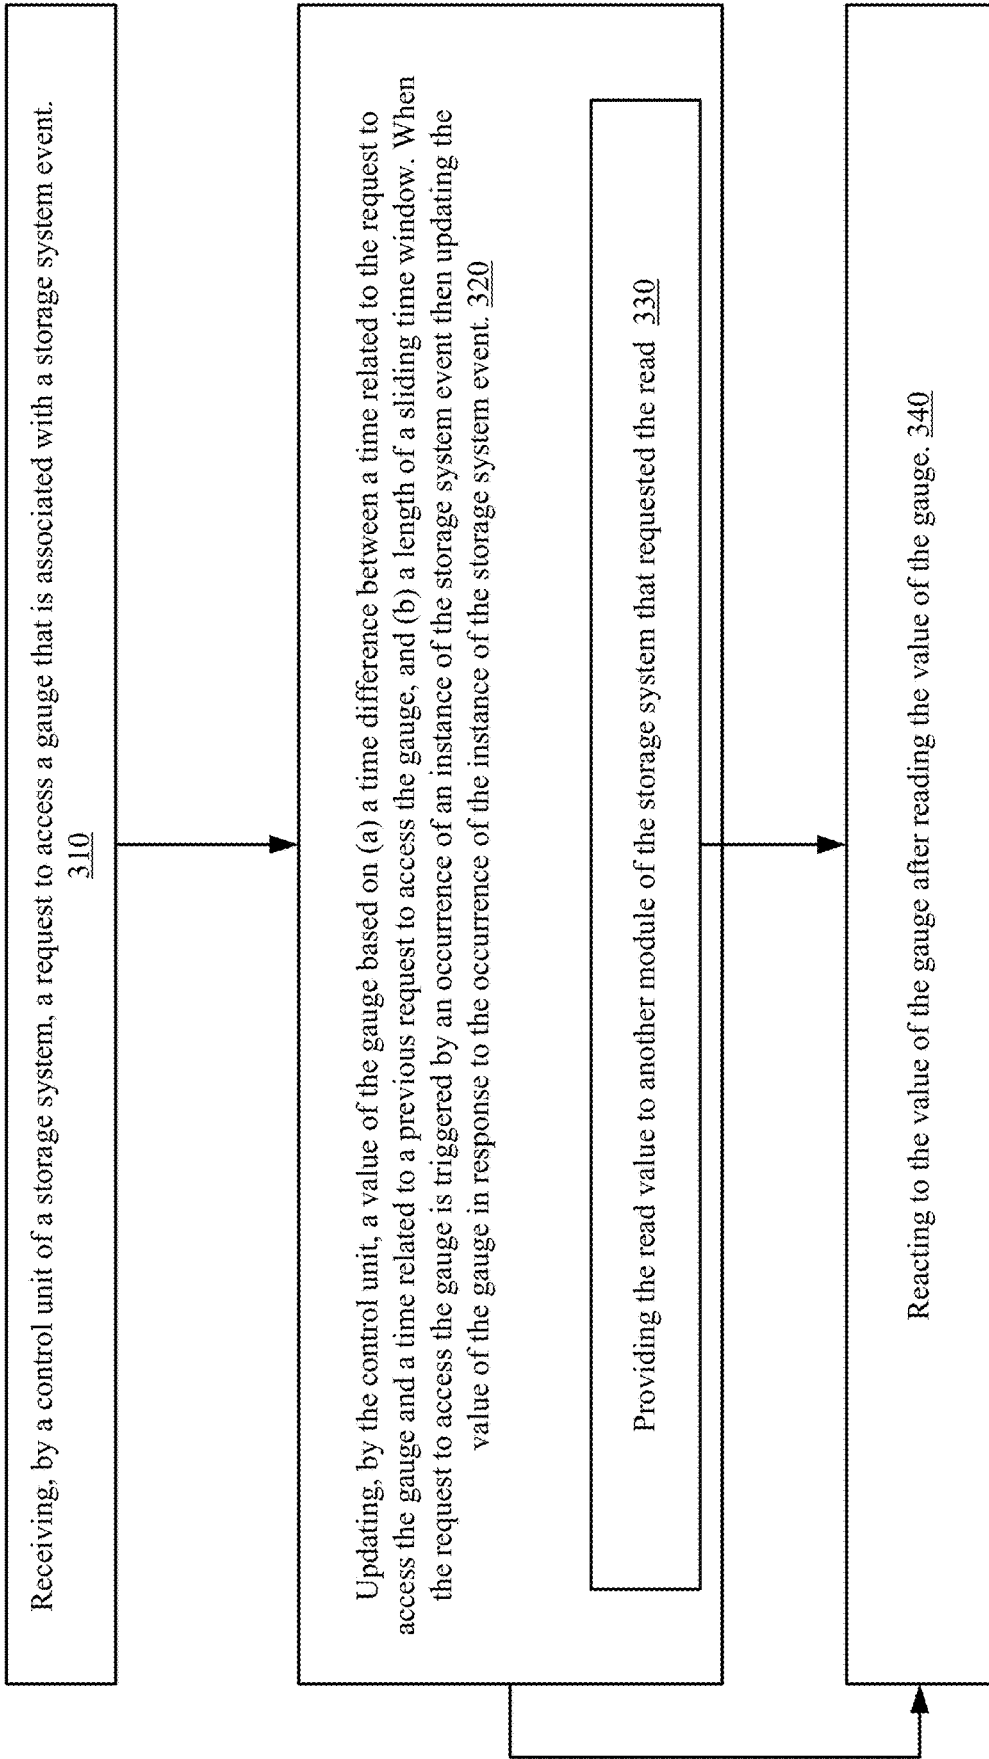 Receiving, by a control unit of a storage system, a request to access a gauge that is associated with a storage system event.
310
Updating, by the control unit, a value of the gauge based on (a) a time difference between a time related to the request to
access the gauge and a time related to a previous request to access the gauge, and (b) a length of a sliding time window. When
the request to access the gauge is triggered by an occurrence of an instance of the storage system event then updating the
value of the gauge in response to the occurrence of the instance of the storage system event. 320
Providing the read value to another module of the storage system that requested the read 330
Reacting to the value of the gauge after reading the value of the gauge. 340